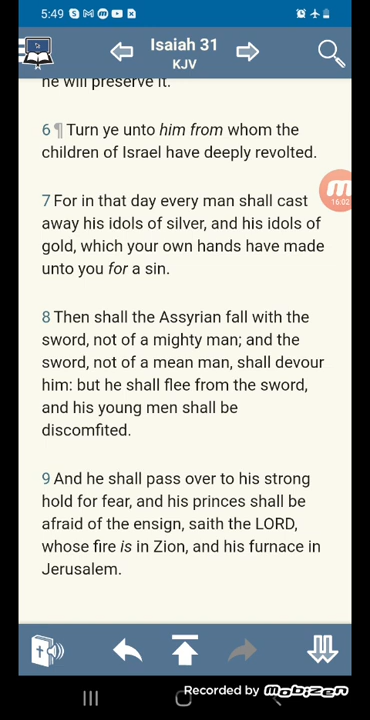 5:49
Isaiah 31
KJV
he will preserve it.
6 ¶ Turn ye unto him from whom the
children of Israel have deeply revolted.
7 For in that day every man shall cast
away his idols of silver, and his idols of
gold, which your own hands have made
unto you for a sin.
8 Then shall the Assyrian fall with the
sword, not of a mighty man; and the
sword, not of a mean man, shall devour
him: but he shall flee from the sword,
and his young men shall be
discomfited.
9 And he shall pass over to his strong
hold for fear, and his princes shall be
afraid of the ensign, saith the LORD,
whose fire is in Zion, and his furnace in
Jerusalem.
16:02
Recorded by Mobizen